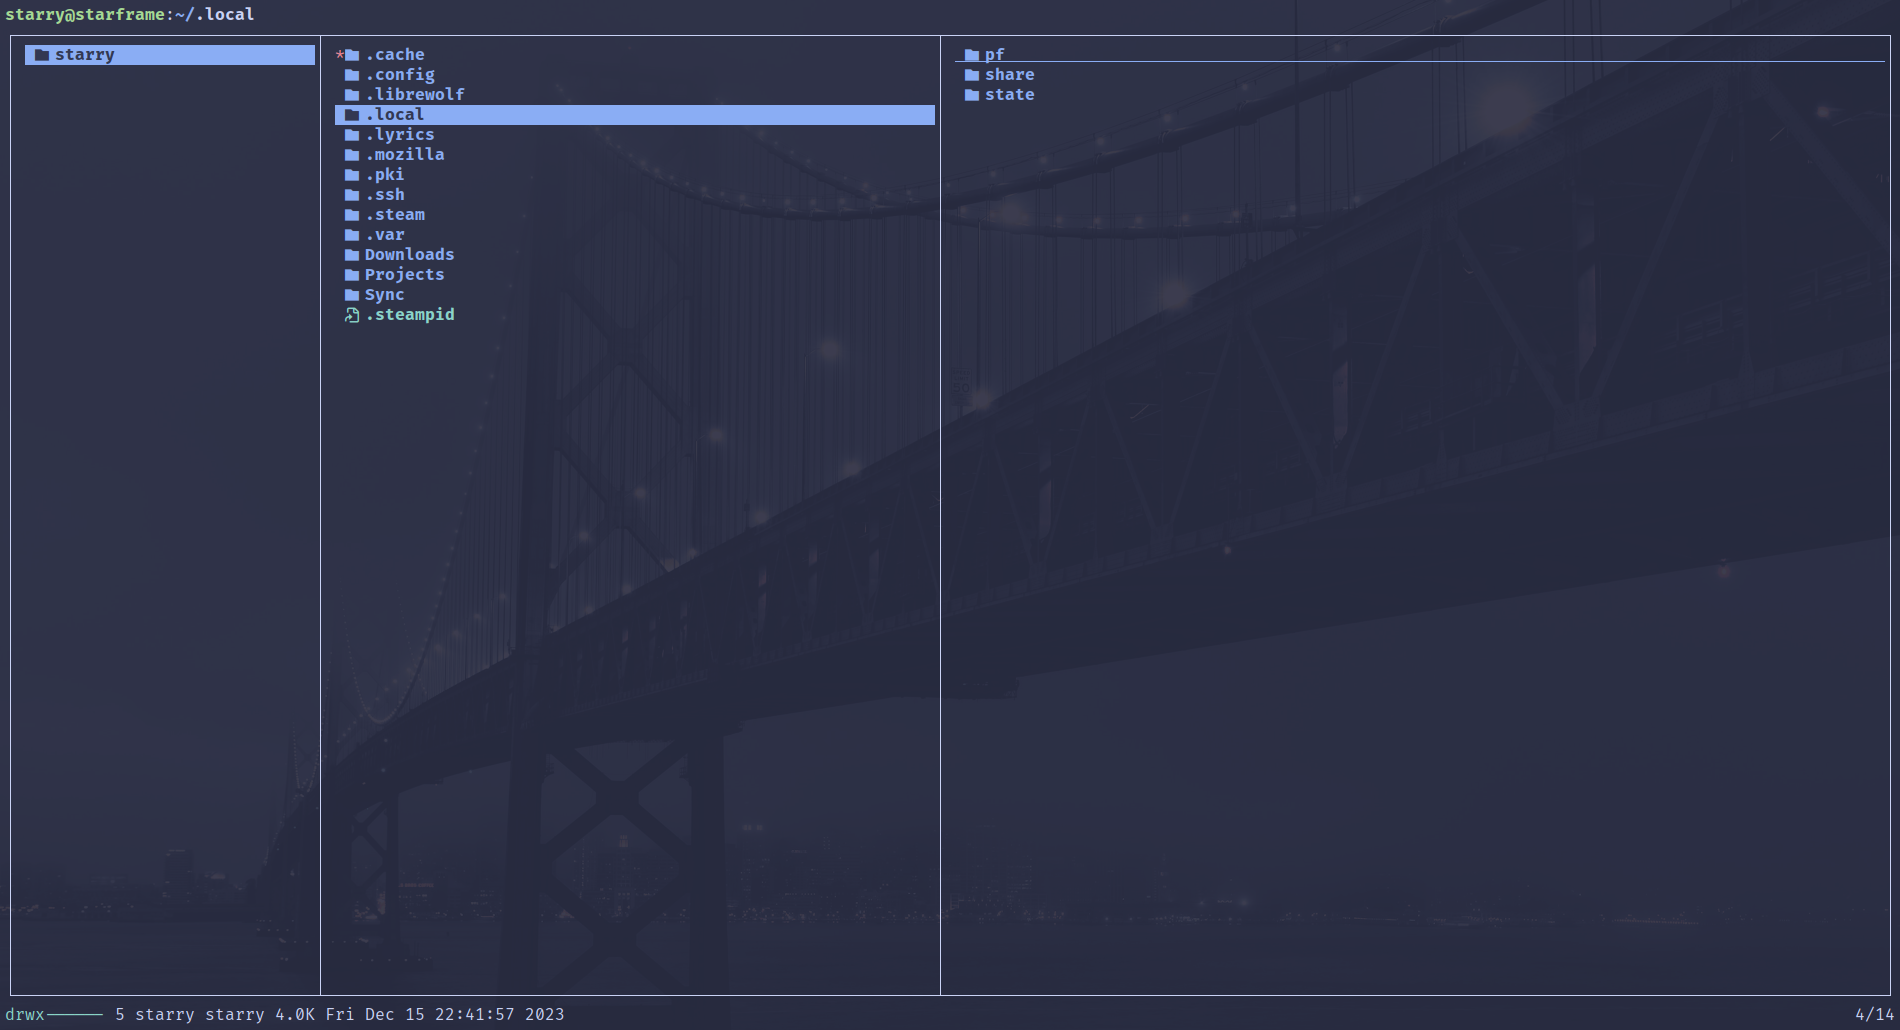 starry@starframe:~/.local
starry
*.cache
.config
.librewolf
.local
.lyrics
.mozilla
.pki
.ssh
.steam
.var
Downloads
Projects
Sync
.steampid
pf
share
state
drwx------ 5 starry starry 4.0K Fri Dec 15 22:41:57 2023
4/14